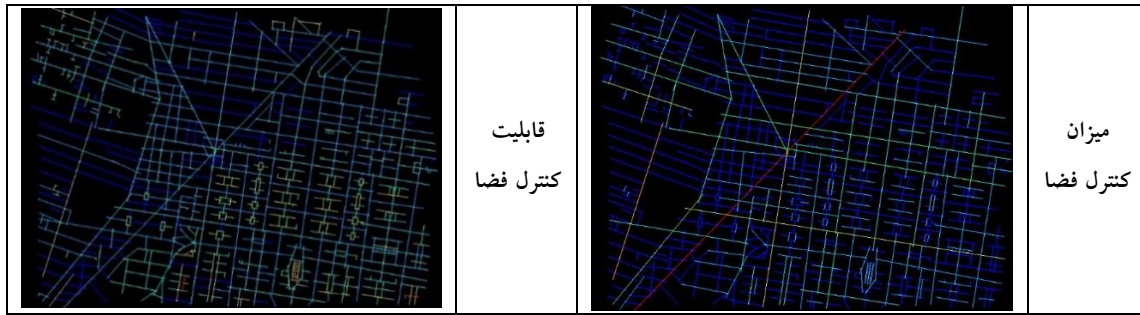 میزان
کنترل فضا
قابلیت
کنترل فضا